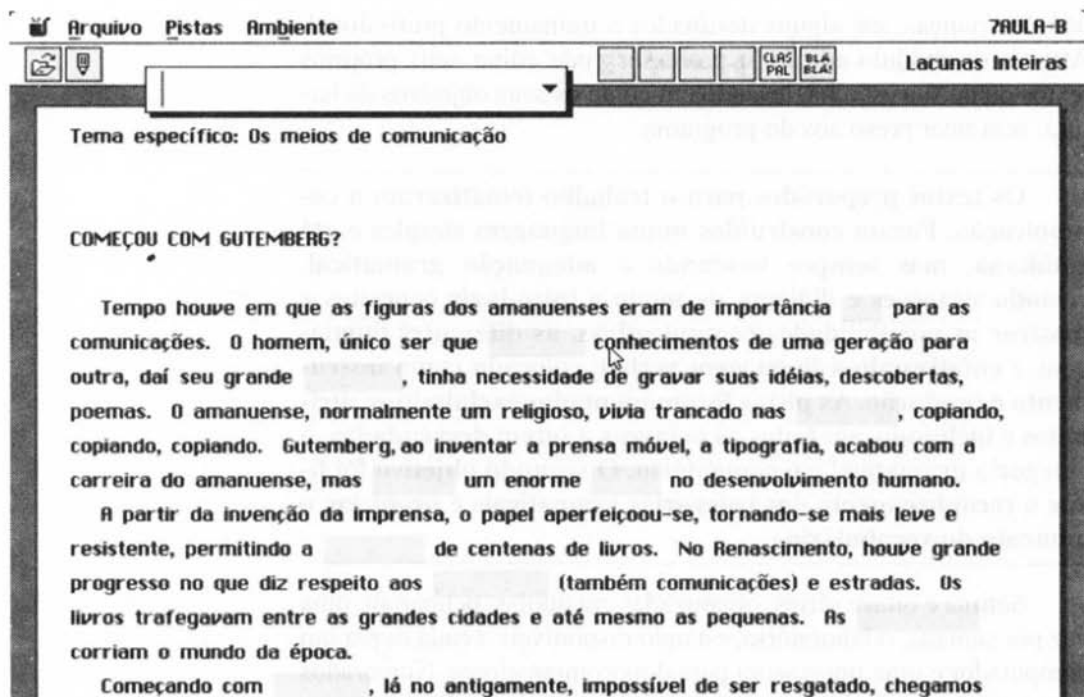 Arquivo Pistas Ambiente 7AULA-B
CLAS PAL BLA BLA! Lacunas Inteiras
Tema específico: Os meios de comunicação
COMEÇOU COM GUTEMBERG?
Tempo houve em que as figuras dos amanuenses eram de importância para as
comunicações. O homem, único ser que conhecimentos de uma geração para
outra, daí seu grande , tinha necessidade de gravar suas idéias, descobertas,
poemas. O amanuense, normalmente um religioso, vivia trancado nas , copiando,
copiando, copiando. Gutemberg, ao inventar a prensa móvel, a tipografia, acabou com a
carreira do amanuense, mas um enorme no desenvolvimento humano.
A partir da invenção da imprensa, o papel aperfeiçoou-se, tornando-se mais leve e
resistente, permitindo a de centenas de livros. No Renascimento, houve grande
progresso no que diz respeito aos (também comunicações) e estradas. Os
livros trafegavam entre as grandes cidades e até mesmo as pequenas. As
corriam o mundo da época.
Começando com , lá no antigamente, impossível de ser resgatado, chegamos